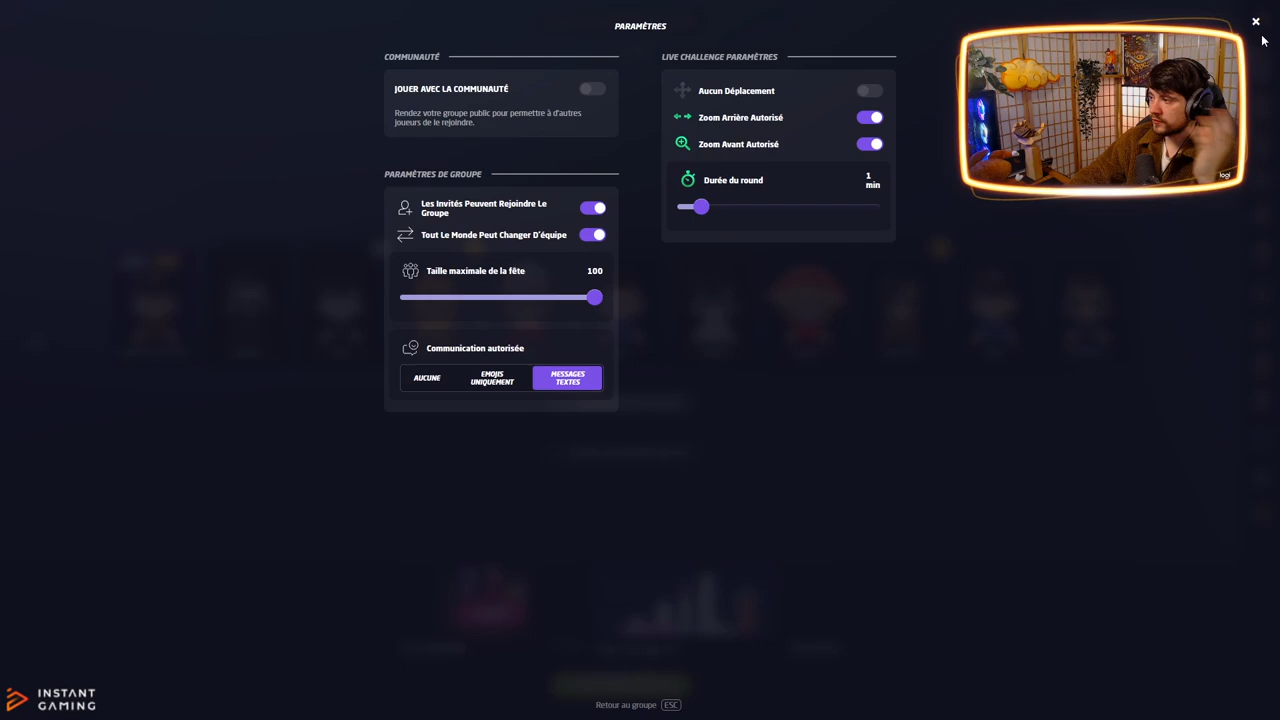 PARAMÈTRES
COMMUNAUTÉ
JOUER AVEC LA COMMUNAUTÉ
Rendez votre groupe public pour permettre à d'autres
joueurs de le rejoindre.
PARAMÈTRES DE GROUPE
Les Invités Peuvent Rejoindre Le
Groupe
Tout Le Monde Peut Changer D'équipe
Taille maximale de la fête 100
Communication autorisée
AUCUNE
EMOJIS
UNIQUEMENT
MESSAGES
TEXTES
LIVE CHALLENGE PARAMÈTRES
Aucun Déplacement
Zoom Arrière Autorisé
Zoom Avant Autorisé
Durée du round
1
min
logi
INSTANT
GAMING
Retour au groupe ESC